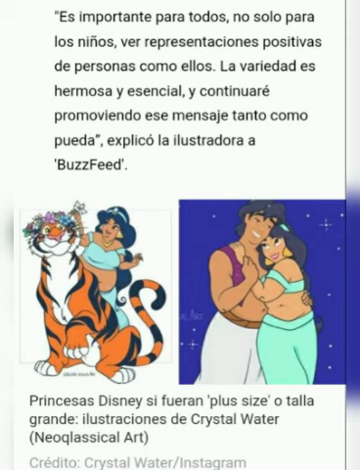 "Es importante para todos, no solo para
los niños, ver representaciones positivas
de personas como ellos. La variedad es
hermosa y esencial, y continuaré
promoviendo ese mensaje tanto como
pueda", explicó la ilustradora a
'BuzzFeed'.
Princesas Disney si fueran 'plus size' o talla
grande: ilustraciones de Crystal Water
(Neoqlassical Art)
Crédito: Crystal Water/Instagram